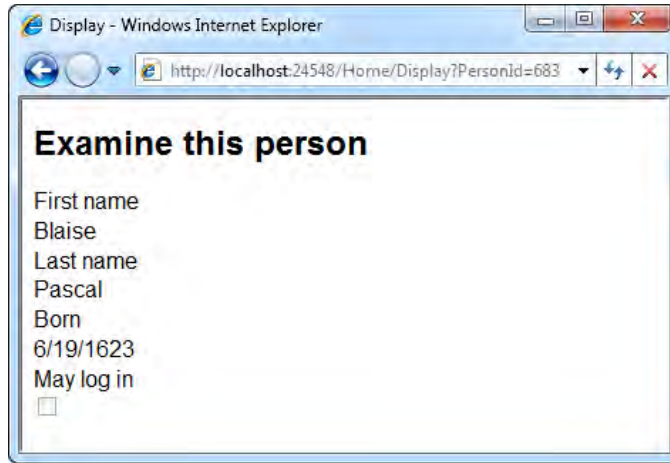 Display - Windows Internet Explorer
http://localhost:24548/Home/Display?PersonId=683
Examine this person
First name
Blaise
Last name
Pascal
Born
6/19/1623
May log in